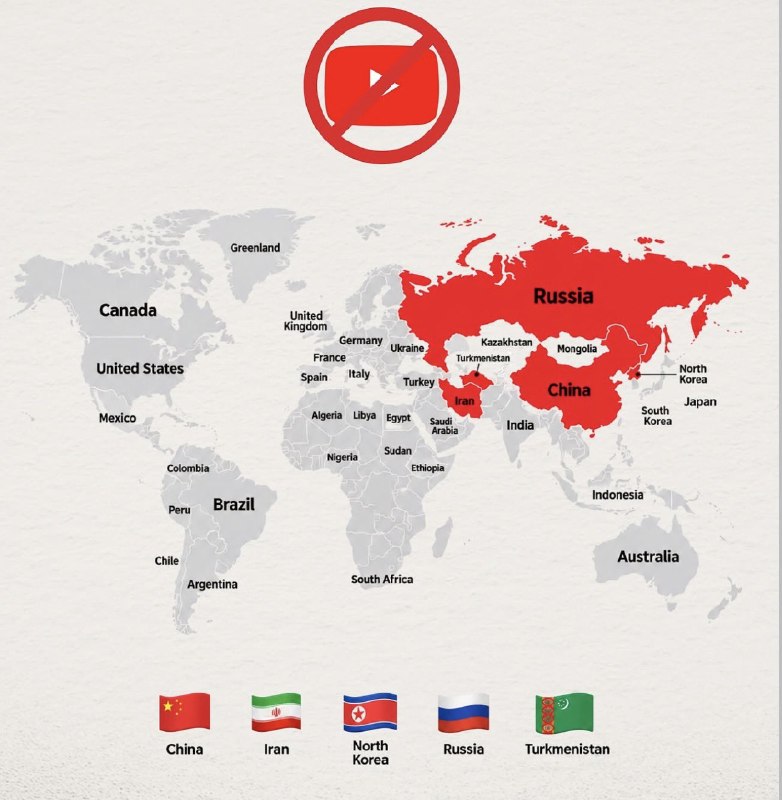 Greenland
Canada
United
Kingdom
Russia
Germany
Ukraine
Kazakhstan
Mongolia
France
Turkmenistan
United States
Spain
Italy
Turkey
North
Korea
Iran
China
Japan
Mexico
Algeria
Libya
Egypt
Saudi
Arabia
India
South
Korea
Nigeria
Sudan
Ethiopia
Colombia
Indonesia
Peru
Brazil
Chile
Argentina
South Africa
Australia
China
Iran
North
Korea
Russia
Turkmenistan